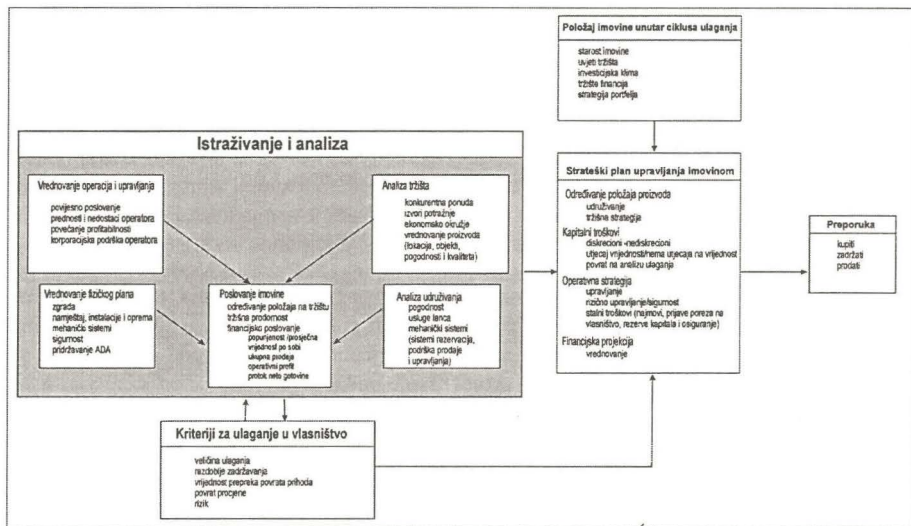 Položaj imovine unutar ciklusa ulaganja
starost imovine
uvjeti tržišta
investicijska klima
tržište financija
strategija portfelja
Istraživanje i analiza
Vrednovanje operacija i upravljanja
povijesno poslovanje
prednosti i nedostaci operatora
povećanje profitabilnosti
korporacijska podrška operatora
Analiza tržišta
konkurentna ponuda
izvori potražnje
ekonomsko okružje
vrednovanje proizvoda
(lokacija, objekti,
pogodnosti i kvaliteta)
Vrednovanje fizičkog plana
zgrada
namještaj, instalacije i oprema
mehanički sistemi
sigurnost
pridržavanje ADA
Poslovanje imovine
određivanje položaja na tržištu
tržišna prodornost
financijsko poslovanje
popunjenost /prosječna
vrijednost po sobi
ukupna prodaja
operativni profit
protok neto gotovine
Analiza udruživanja
pogodnost
usluge lanca
mehanički sistemi
(sistemi rezervacija,
podrška prodaje
i upravljanja)
Strateški plan upravljanja imovinom
Određivanje položaja proizvoda
udruživanje
tržišna strategija
Kapitalni troškovi
diskrecioni -nediskrecioni
utjecaj vrijednosti/nema utjecaja na vrijednost
povrat na analizu ulaganja
Operativna strategija
upravljanje
rizično upravljanje/sigurnost
stalni troškovi (najmovi, prijave poreza na
vlasništvo, rezerve kapitala i osiguranje)
Financijska projekcija
vrednovanje
Preporuka
kupiti
zadržati
prodati
Kriteriji za ulaganje u vlasništvo
veličina ulaganja
razdoblje zadržavanja
vrijednost prepreka povrata prihoda
povrat procjene
rizik